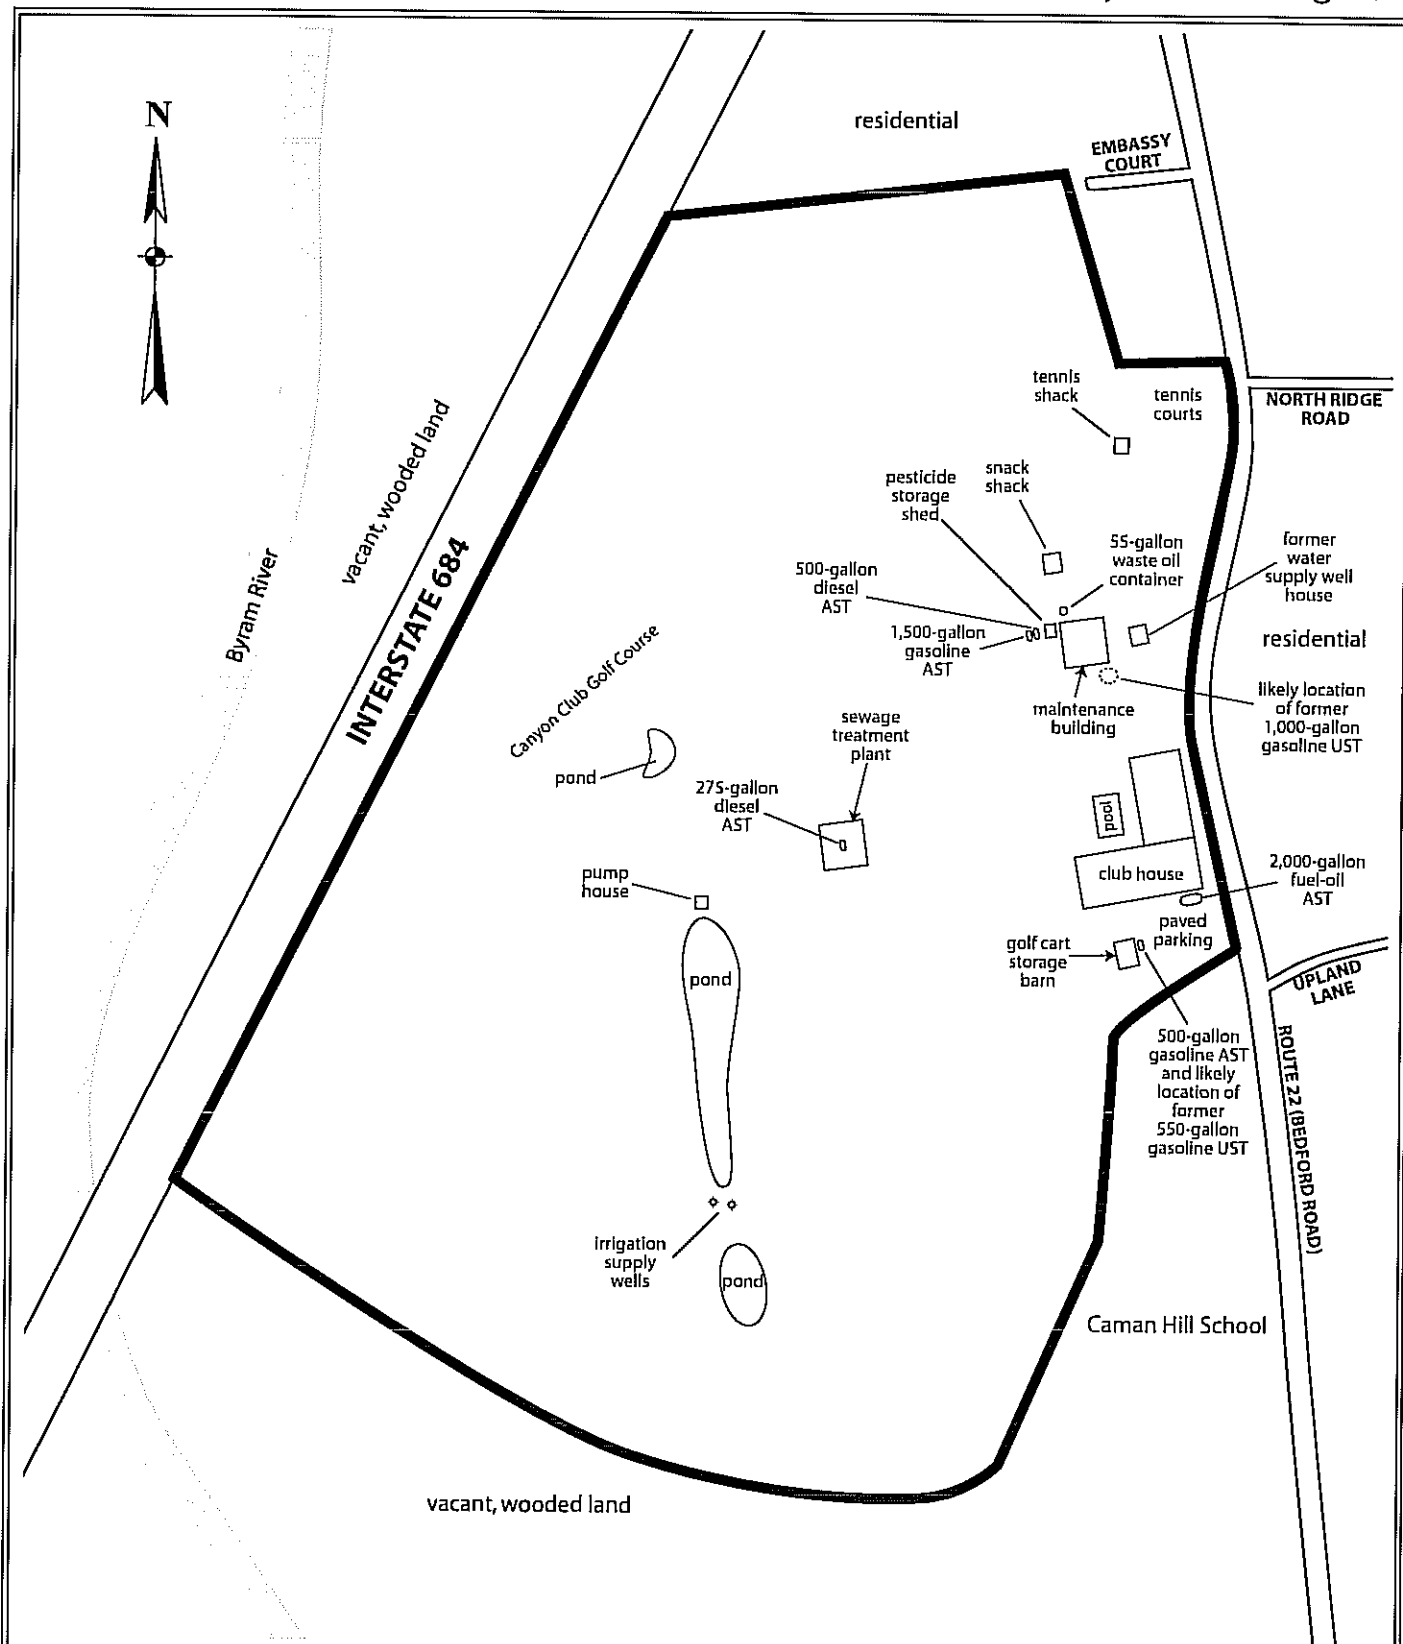 N
residential
EMBASSY
COURT
tennis
shack
tennis
courts
NORTH RIDGE
ROAD
vacant, wooded land
INTERSTATE 684
Byram River
pesticide
storage
shed
snack
shack
55-gallon
waste oil
container
former
water
supply well
house
500-gallon
diesel
AST
1,500-gallon
gasoline
AST
residential
Canyon Club Golf Course
maintenance
building
likely location
of former
1,000-gallon
gasoline UST
sewage
treatment
plant
pond
275-gallon
diesel
AST
pool
club house
2,000-gallon
fuel-oil
AST
pump
house
paved
parking
golf cart
storage
barn
pond
UPLAND
LANE
500-gallon
gasoline AST
and likely
location of
former
550-gallon
gasoline UST
ROUTE 22 (BEDFORD ROAD)
irrigation
supply
wells
pond
Caman Hill School
vacant, wooded land